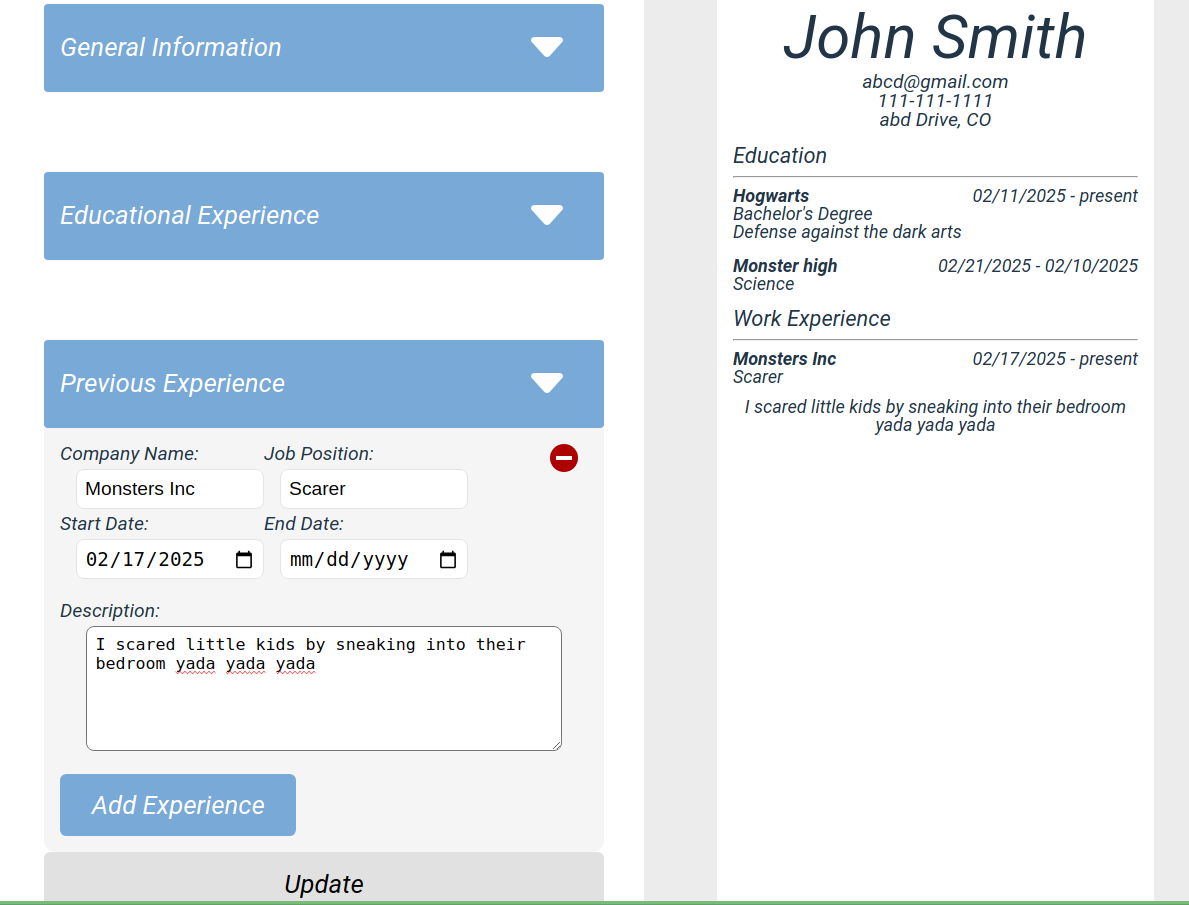 General Information
Educational Experience
Previous Experience
Company Name: Job Position:
Monsters Inc Scarer
Start Date: End Date:
02/17/2025 mm/dd/yyyy
Description:
I scared little kids by sneaking into their
bedroom yada yada yada
Add Experience
Update
John Smith
abcd@gmail.com
111-111-1111
abd Drive, CO
Education
Hogwarts 02/11/2025 - present
Bachelor's Degree
Defense against the dark arts
Monster high 02/21/2025 - 02/10/2025
Science
Work Experience
Monsters Inc 02/17/2025 - present
Scarer
I scared little kids by sneaking into their bedroom
yada yada yada